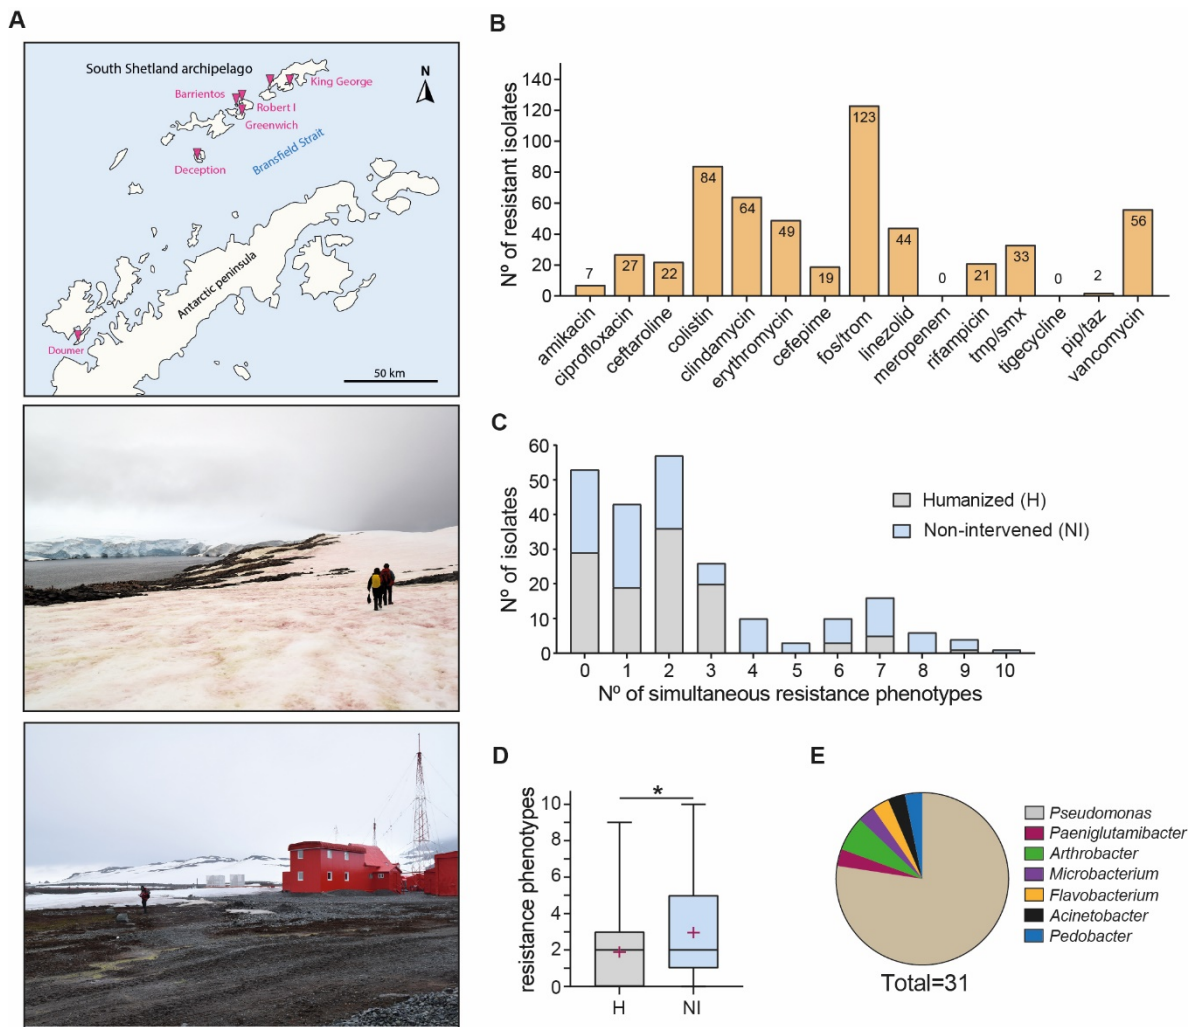 A
South Shetland archipelago
N
King George
Barrientos
Robert I
Greenwich
Bransfield Strait
Deception
Antarctic peninsula
Doumer
50 km
B
Nº of resistant isolates
140
120
100
80
60
40
20
0
7
27
22
84
64
49
19
123
44
0
21
33
0
2
56
amikacin
ciprofloxacin
ceftaroline
colistin
clindamycin
erythromycin
cefepime
fos/trom
linezolid
meropenem
rifampicin
tmp/smx
tigecycline
pip/taz
vancomycin
C
Nº of isolates
60
50
40
30
20
10
0
Humanized (H)
Non-intervened (NI)
0 1 2 3 4 5 6 7 8 9 10
Nº of simultaneous resistance phenotypes
D
resistance phenotypes
10
8
6
4
2
0
*
H NI
E
Pseudomonas
Paeniglutamibacter
Arthrobacter
Microbacterium
Flavobacterium
Acinetobacter
Pedobacter
Total=31